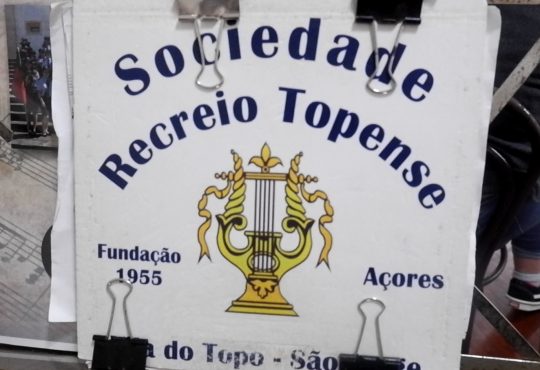 Sociedade
Recreio Topense
Fundação
1955
Açores
do Topo - São